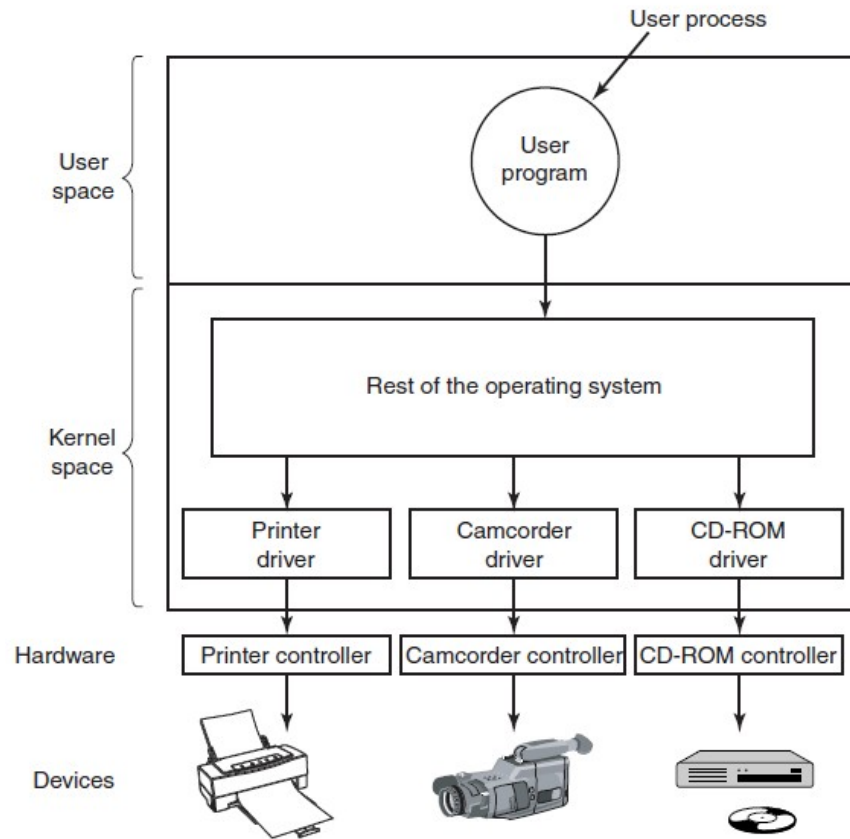 User process
User
program
User
space
Rest of the operating system
Kernel
space
Printer
driver
Camcorder
driver
CD-ROM
driver
Hardware
Printer controller
Camcorder controller
CD-ROM controller
Devices